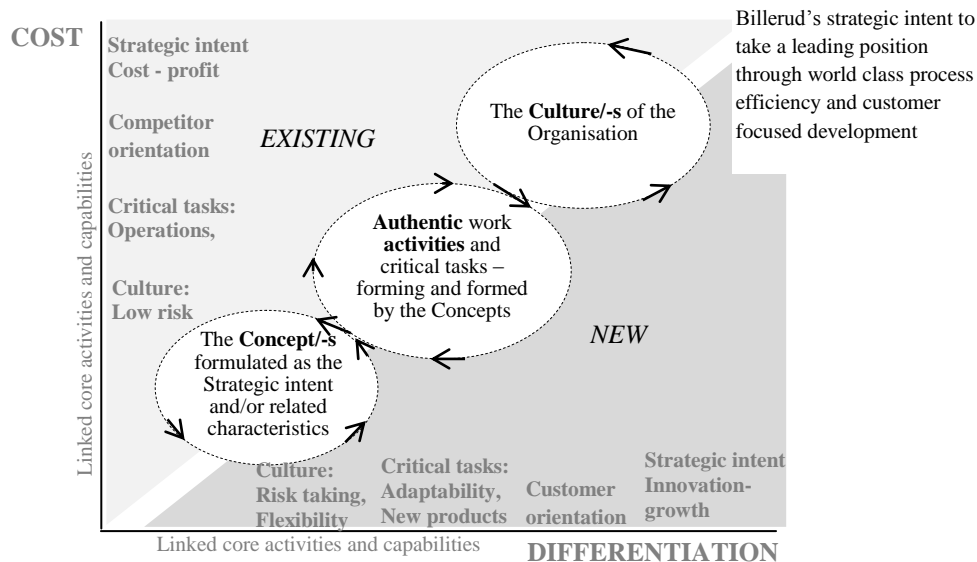 COST
Strategic intent
Cost - profit
Competitor
orientation
Critical tasks:
Operations,
Culture:
Low risk
Linked core activities and capabilities
EXISTING
The Culture/-s of the
Organisation
Authentic work
activities and
critical tasks –
forming and formed
by the Concepts
The Concept/-s
formulated as the
Strategic intent
and/or related
characteristics
NEW
Billerud’s strategic intent to
take a leading position
through world class process
efficiency and customer
focused development
Culture:
Risk taking,
Flexibility
Critical tasks:
Adaptability,
New products
Customer
orientation
Strategic intent
Innovation-
growth
Linked core activities and capabilities
DIFFERENTIATION